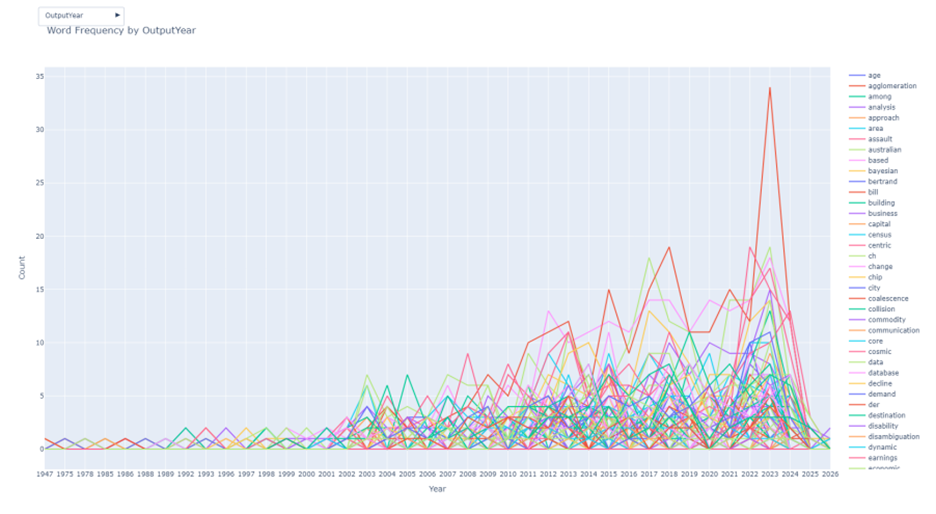 OutputYear ▶
Word Frequency by OutputYear
35
30
25
20
15
10
5
0
Count
1947 1975 1978 1985 1986 1988 1989 1992 1993 1996 1997 1998 1999 2000 2001 2002 2003 2004 2005 2006 2007 2008 2009 2010 2011 2012 2013 2014 2015 2016 2017 2018 2019 2020 2021 2022 2023 2024 2025 2026
Year
age
agglomeration
among
analysis
approach
area
assault
australian
based
bayesian
bertrand
bill
building
business
capital
census
centric
ch
change
chip
city
coalescence
collision
commodity
communication
core
cosmic
data
database
decline
demand
der
destination
disability
disambiguation
dynamic
earnings
economic